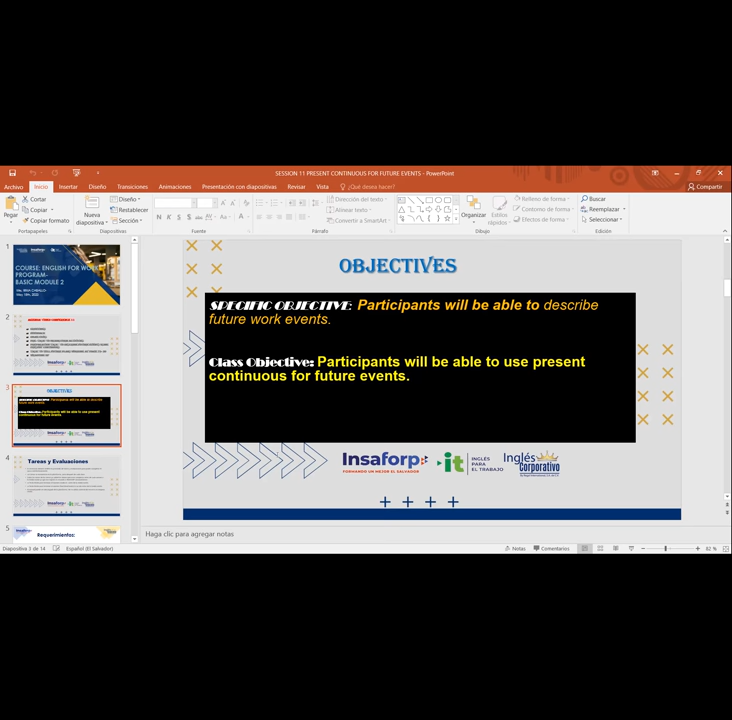 SESSION 11 PRESENT CONTINUOUS FOR FUTURE EVENTS - PowerPoint
Archivo Inicio Insertar Diseño Transiciones Animaciones Presentación con diapositivas Revisar Vista ¿Qué desea hacer? Compartir
Pegar
Cortar
Copiar
Copiar formato
Portapapeles
Nueva diapositiva
Diseño
Restablecer
Sección
Diapositivas
N K S
Fuente
Párrafo
Dirección del texto
Alinear texto
Convertir a SmartArt
Organizar
Estilos rápidos
Relleno de forma
Contorno de forma
Efectos de forma
Dibujo
Buscar
Reemplazar
Seleccionar
Edición
1
COURSE: ENGLISH FOR WORK
PROGRAM-
BASIC MODULE 2
2
3
OBJECTIVES
4
Tareas y Evaluaciones
5
Requerimientos:
OBJECTIVES
SPECIFIC OBJECTIVE: Participants will be able to describe
future work events.
Class Objective: Participants will be able to use present
continuous for future events.
Insaforp
FORMANDO UN MEJOR EL SALVADOR
it
INGLÉS
PARA
EL TRABAJO
Inglés
Corporativo
Haga clic para agregar notas
Diapositiva 3 de 14 Español (El Salvador) Notas Comentarios 82 %